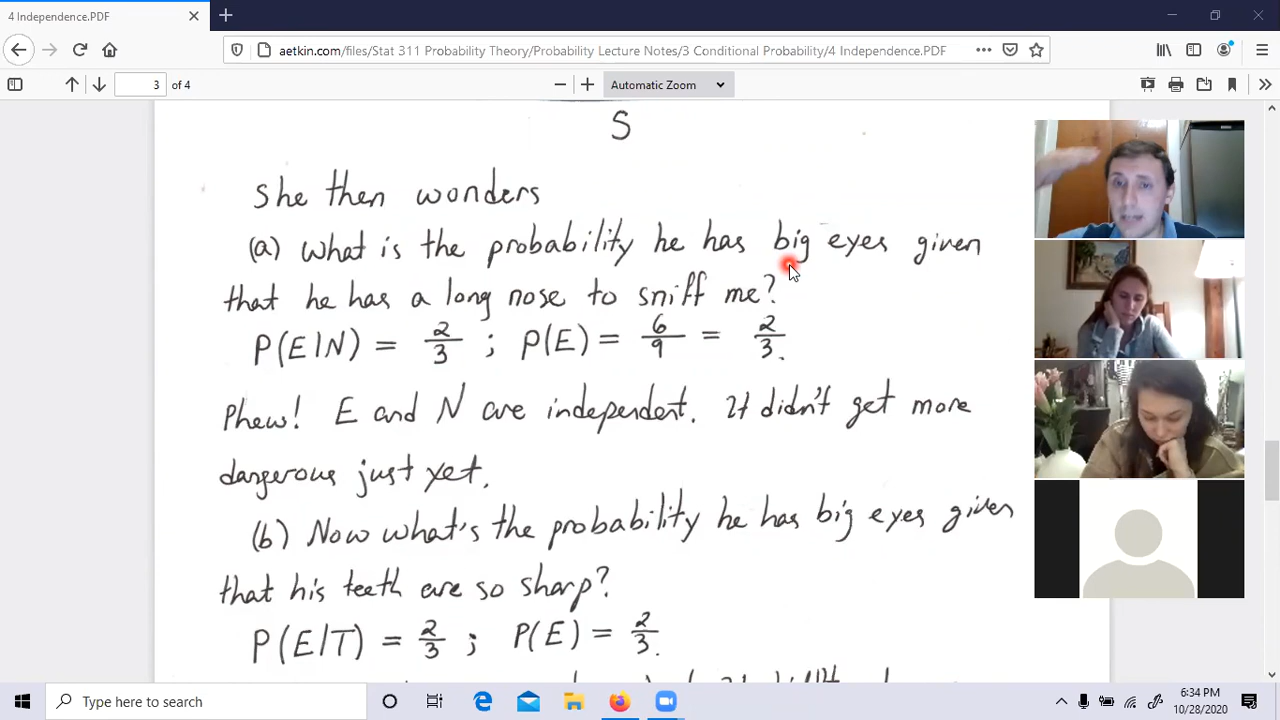 4 Independence.PDF
aetkin.com/files/Stat 311 Probability Theory/Probability Lecture Notes/3 Conditional Probability/4 Independence.PDF
3 of 4
Automatic Zoom
S
She then wonders
(a) What is the probability he has big eyes given
that he has a long nose to sniff me?
P(E|N) = 2/3 ; P(E) = 6/9 = 2/3.
Phew! E and N are independent. It didn't get more
dangerous just yet.
(b) Now what's the probability he has big eyes given
that his teeth are so sharp?
P(E|T) = 2/3 ; P(E) = 2/3.
Type here to search
6:34 PM
10/28/2020